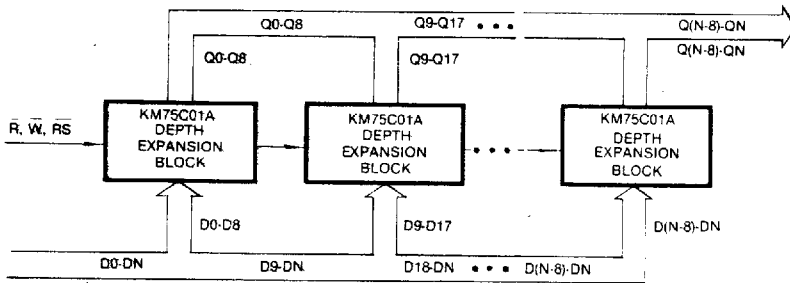 Q0-Q8 Q9-Q17 • • • Q(N-8)-QN
Q0-Q8 Q9-Q17 Q(N-8)-QN
R̅, W̅, R̅S̅
KM75C01A
DEPTH
EXPANSION
BLOCK
KM75C01A
DEPTH
EXPANSION
BLOCK
• • •
KM75C01A
DEPTH
EXPANSION
BLOCK
D0-D8 D9-D17 D(N-8)-DN
D0-DN D9-DN D18-DN • • • D(N-8)-DN